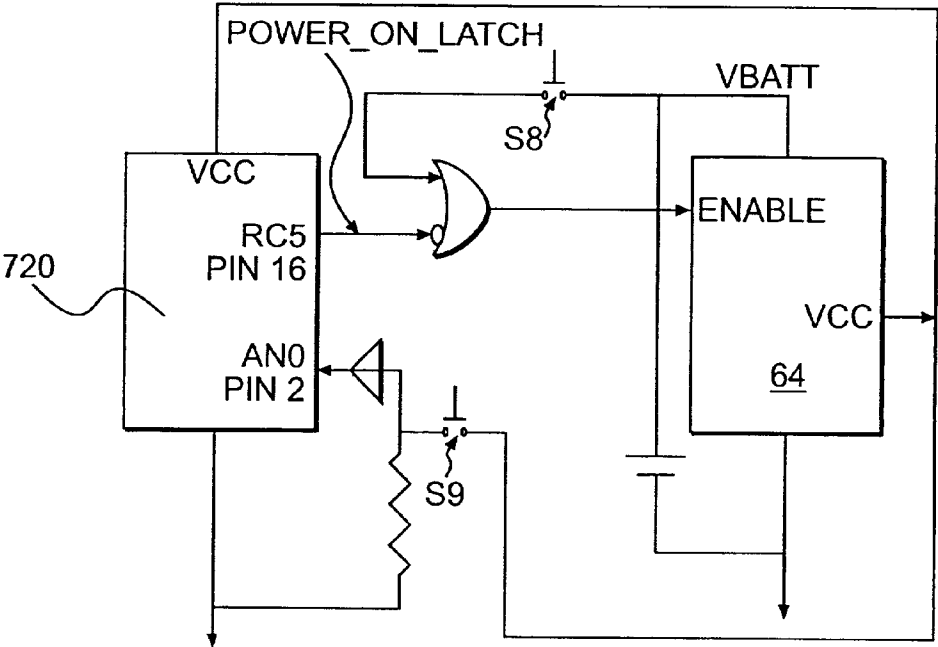 POWER_ON_LATCH
VBATT
S8
VCC
ENABLE
RC5
PIN 16
720
VCC
AN0
PIN 2
64
S9